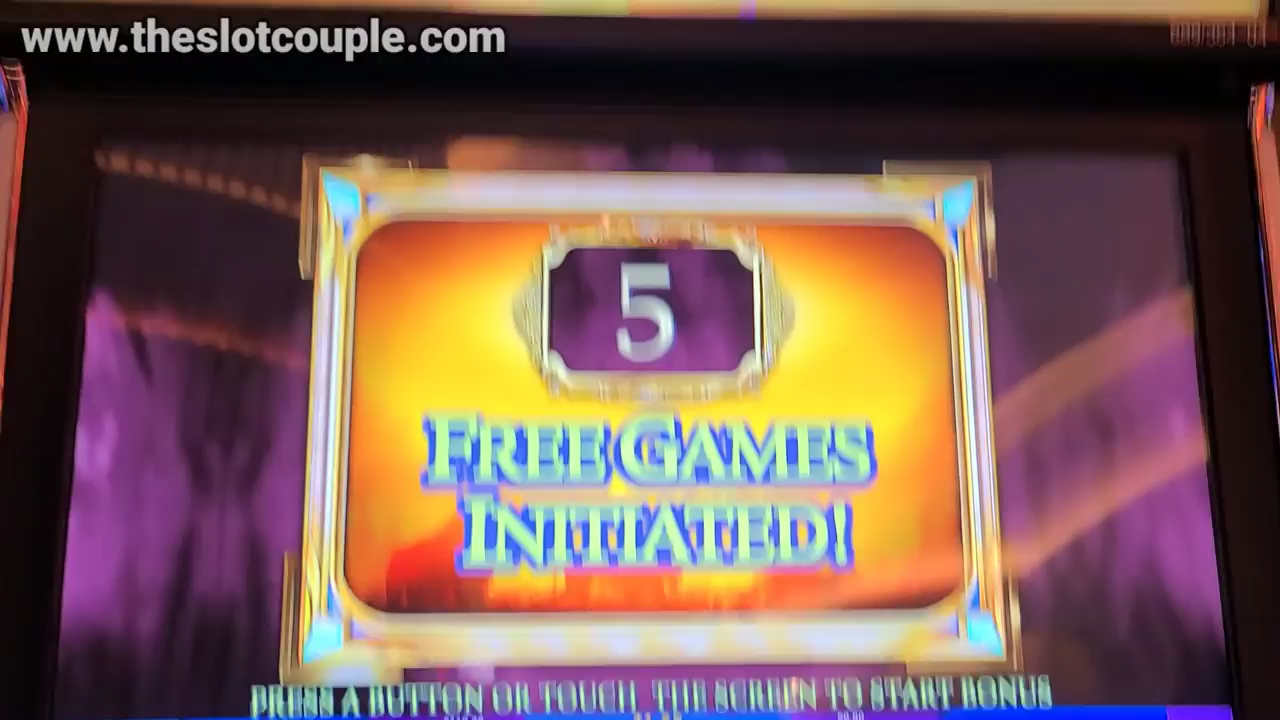 www.theslotcouple.com
5
FREE GAMES
INITIATED!
PRESS A BUTTON OR TOUCH THE SCREEN TO START BONUS